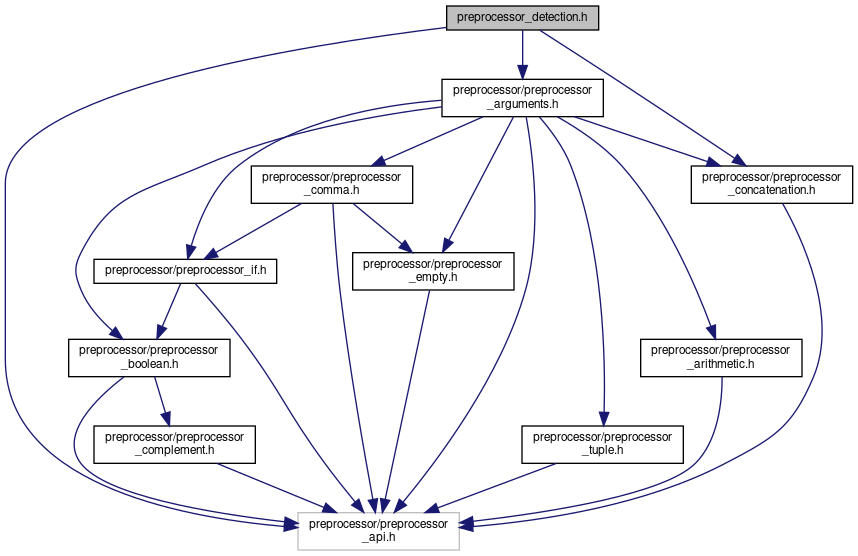 preprocessor_detection.h
preprocessor/preprocessor
_arguments.h
preprocessor/preprocessor
_comma.h
preprocessor/preprocessor
_concatenation.h
preprocessor/preprocessor_if.h
preprocessor/preprocessor
_empty.h
preprocessor/preprocessor
_boolean.h
preprocessor/preprocessor
_arithmetic.h
preprocessor/preprocessor
_complement.h
preprocessor/preprocessor
_tuple.h
preprocessor/preprocessor
_api.h